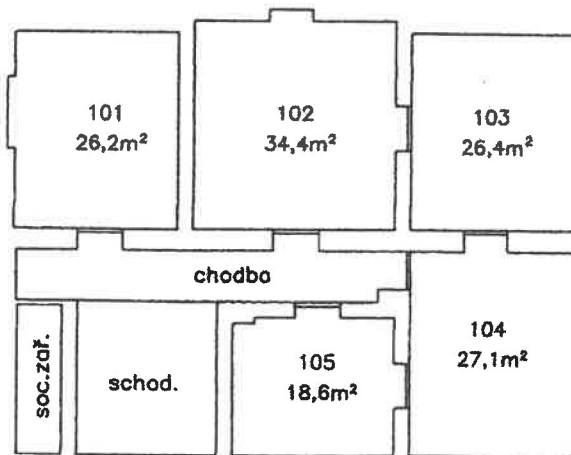 101
26,2m²
102
34,4m²
103
26,4m²
chodba
soc.zař.
schod.
105
18,6m²
104
27,1m²